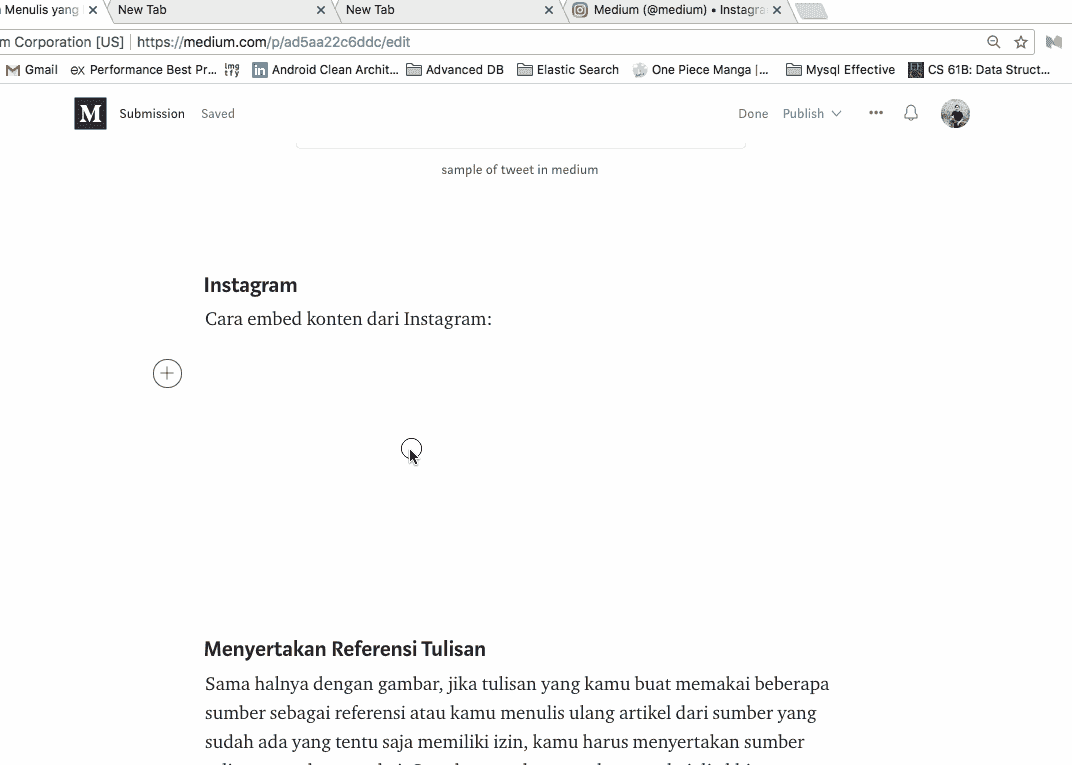 Menulis yang
New Tab
New Tab
Medium (@medium) • Instagra
m Corporation [US] | https://medium.com/p/ad5aa22c6ddc/edit
Gmail
Performance Best Pr...
Android Clean Archit...
Advanced DB
Elastic Search
One Piece Manga |...
Mysql Effective
CS 61B: Data Struct...
M
Submission
Saved
Done
Publish
sample of tweet in medium
Instagram
Cara embed konten dari Instagram:
Menyertakan Referensi Tulisan
Sama halnya dengan gambar, jika tulisan yang kamu buat memakai beberapa
sumber sebagai referensi atau kamu menulis ulang artikel dari sumber yang
sudah ada yang tentu saja memiliki izin, kamu harus menyertakan sumber